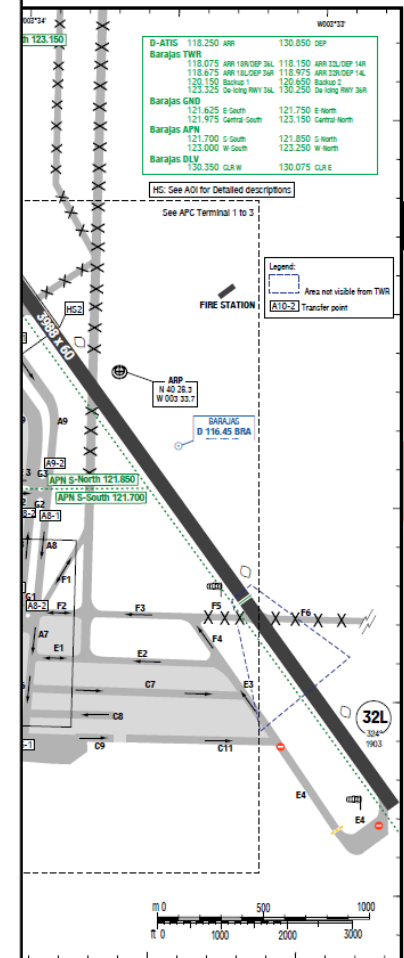 003°34'
W003°33'
h 123.150
D-ATIS 118.250 ARR 130.850 DEP
Barajas TWR
118.075 ARR 18R/DEP 36L 118.150 ARR 32L/DEP 14R
118.675 ARR 18L/DEP 36R 118.975 ARR 32R/DEP 14L
120.150 Backup 1 120.650 Backup 2
123.325 De-icing RWY 36L 130.250 De-icing RWY 36R
Barajas GND
121.625 E-South 121.750 E-North
121.975 Central-South 123.150 Central-North
Barajas APN
121.700 S-South 121.850 S-North
123.000 W-South 123.250 W-North
Barajas DLV
130.350 CLR W 130.075 CLR E
HS: See AOI for Detailed descriptions
See APC Terminal 1 to 3
Legend:
Area not visible from TWR
A10-2 Transfer point
FIRE STATION
HS2
3988 x 60
ARP
N 40 28.3
W 003 33.7
BARAJAS
D 116.45 BRA
A9
A9-2
3 G3
APN S-North 121.850
APN S-South 121.700
G2
8-2 A8-1
A8
F1
G1
A8-2 F2 F3 F5 F6
A7
F4
E1 E2
C7 E3
C8
C9 C11
-1
32L
324°
1903
E4
E4
m 0 500 1000
ft 0 1000 2000 3000